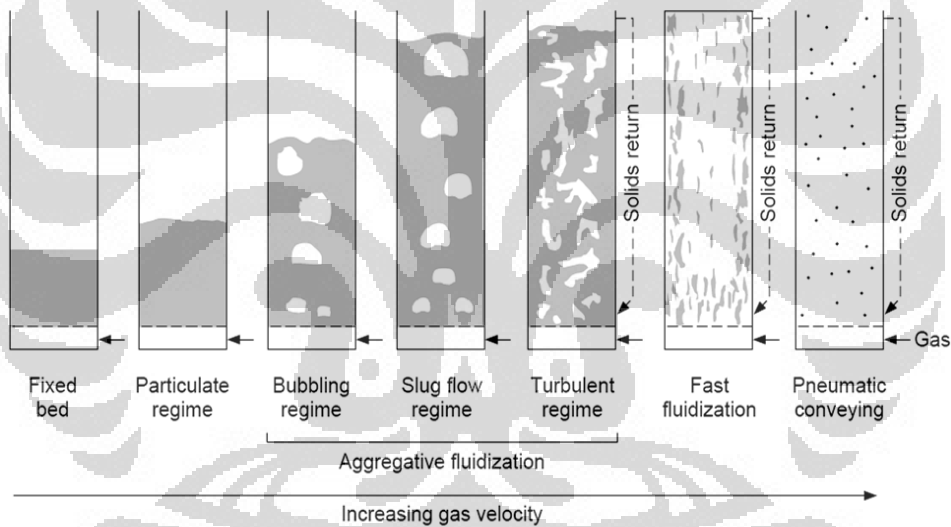 Solids return
Solids return
Solids return
Gas
Fixed
bed
Particulate
regime
Bubbling
regime
Slug flow
regime
Turbulent
regime
Fast
fluidization
Pneumatic
conveying
Aggregative fluidization
Increasing gas velocity